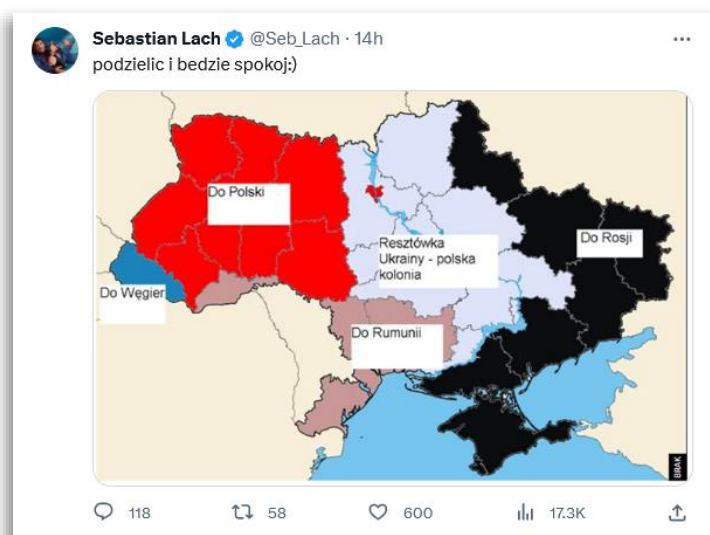 Sebastian Lach @Seb_Lach · 14h
podzielic i bedzie spokoj:)
Do Polski
Resztówka
Ukrainy - polska
kolonia
Do Rosji
Do Węgier
Do Rumunii
BRAK
118 58 600 17.3K